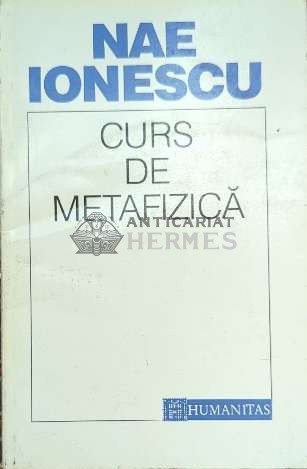 NAE
IONESCU
CURS
DE
METAFIZICĂ
ANTICARIAT
HERMES
HUMANITAS